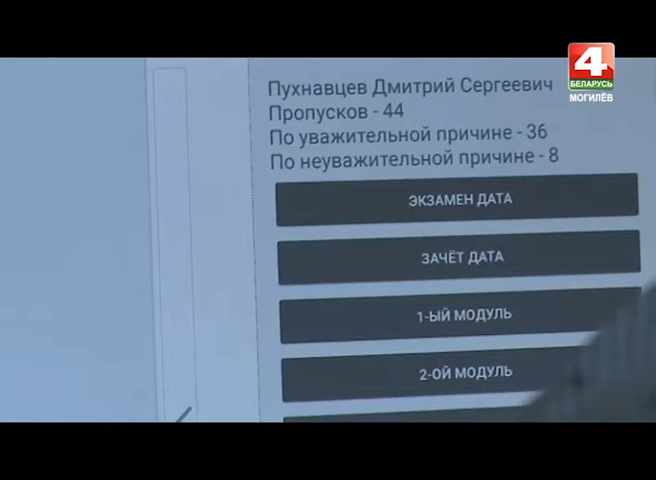 4
БЕЛАРУСЬ
МОГИЛЁВ
Пухнавцев Дмитрий Сергеевич
Пропусков - 44
По уважительной причине - 36
По неуважительной причине - 8
ЭКЗАМЕН ДАТА
ЗАЧЁТ ДАТА
1-ЫЙ МОДУЛЬ
2-ОЙ МОДУЛЬ